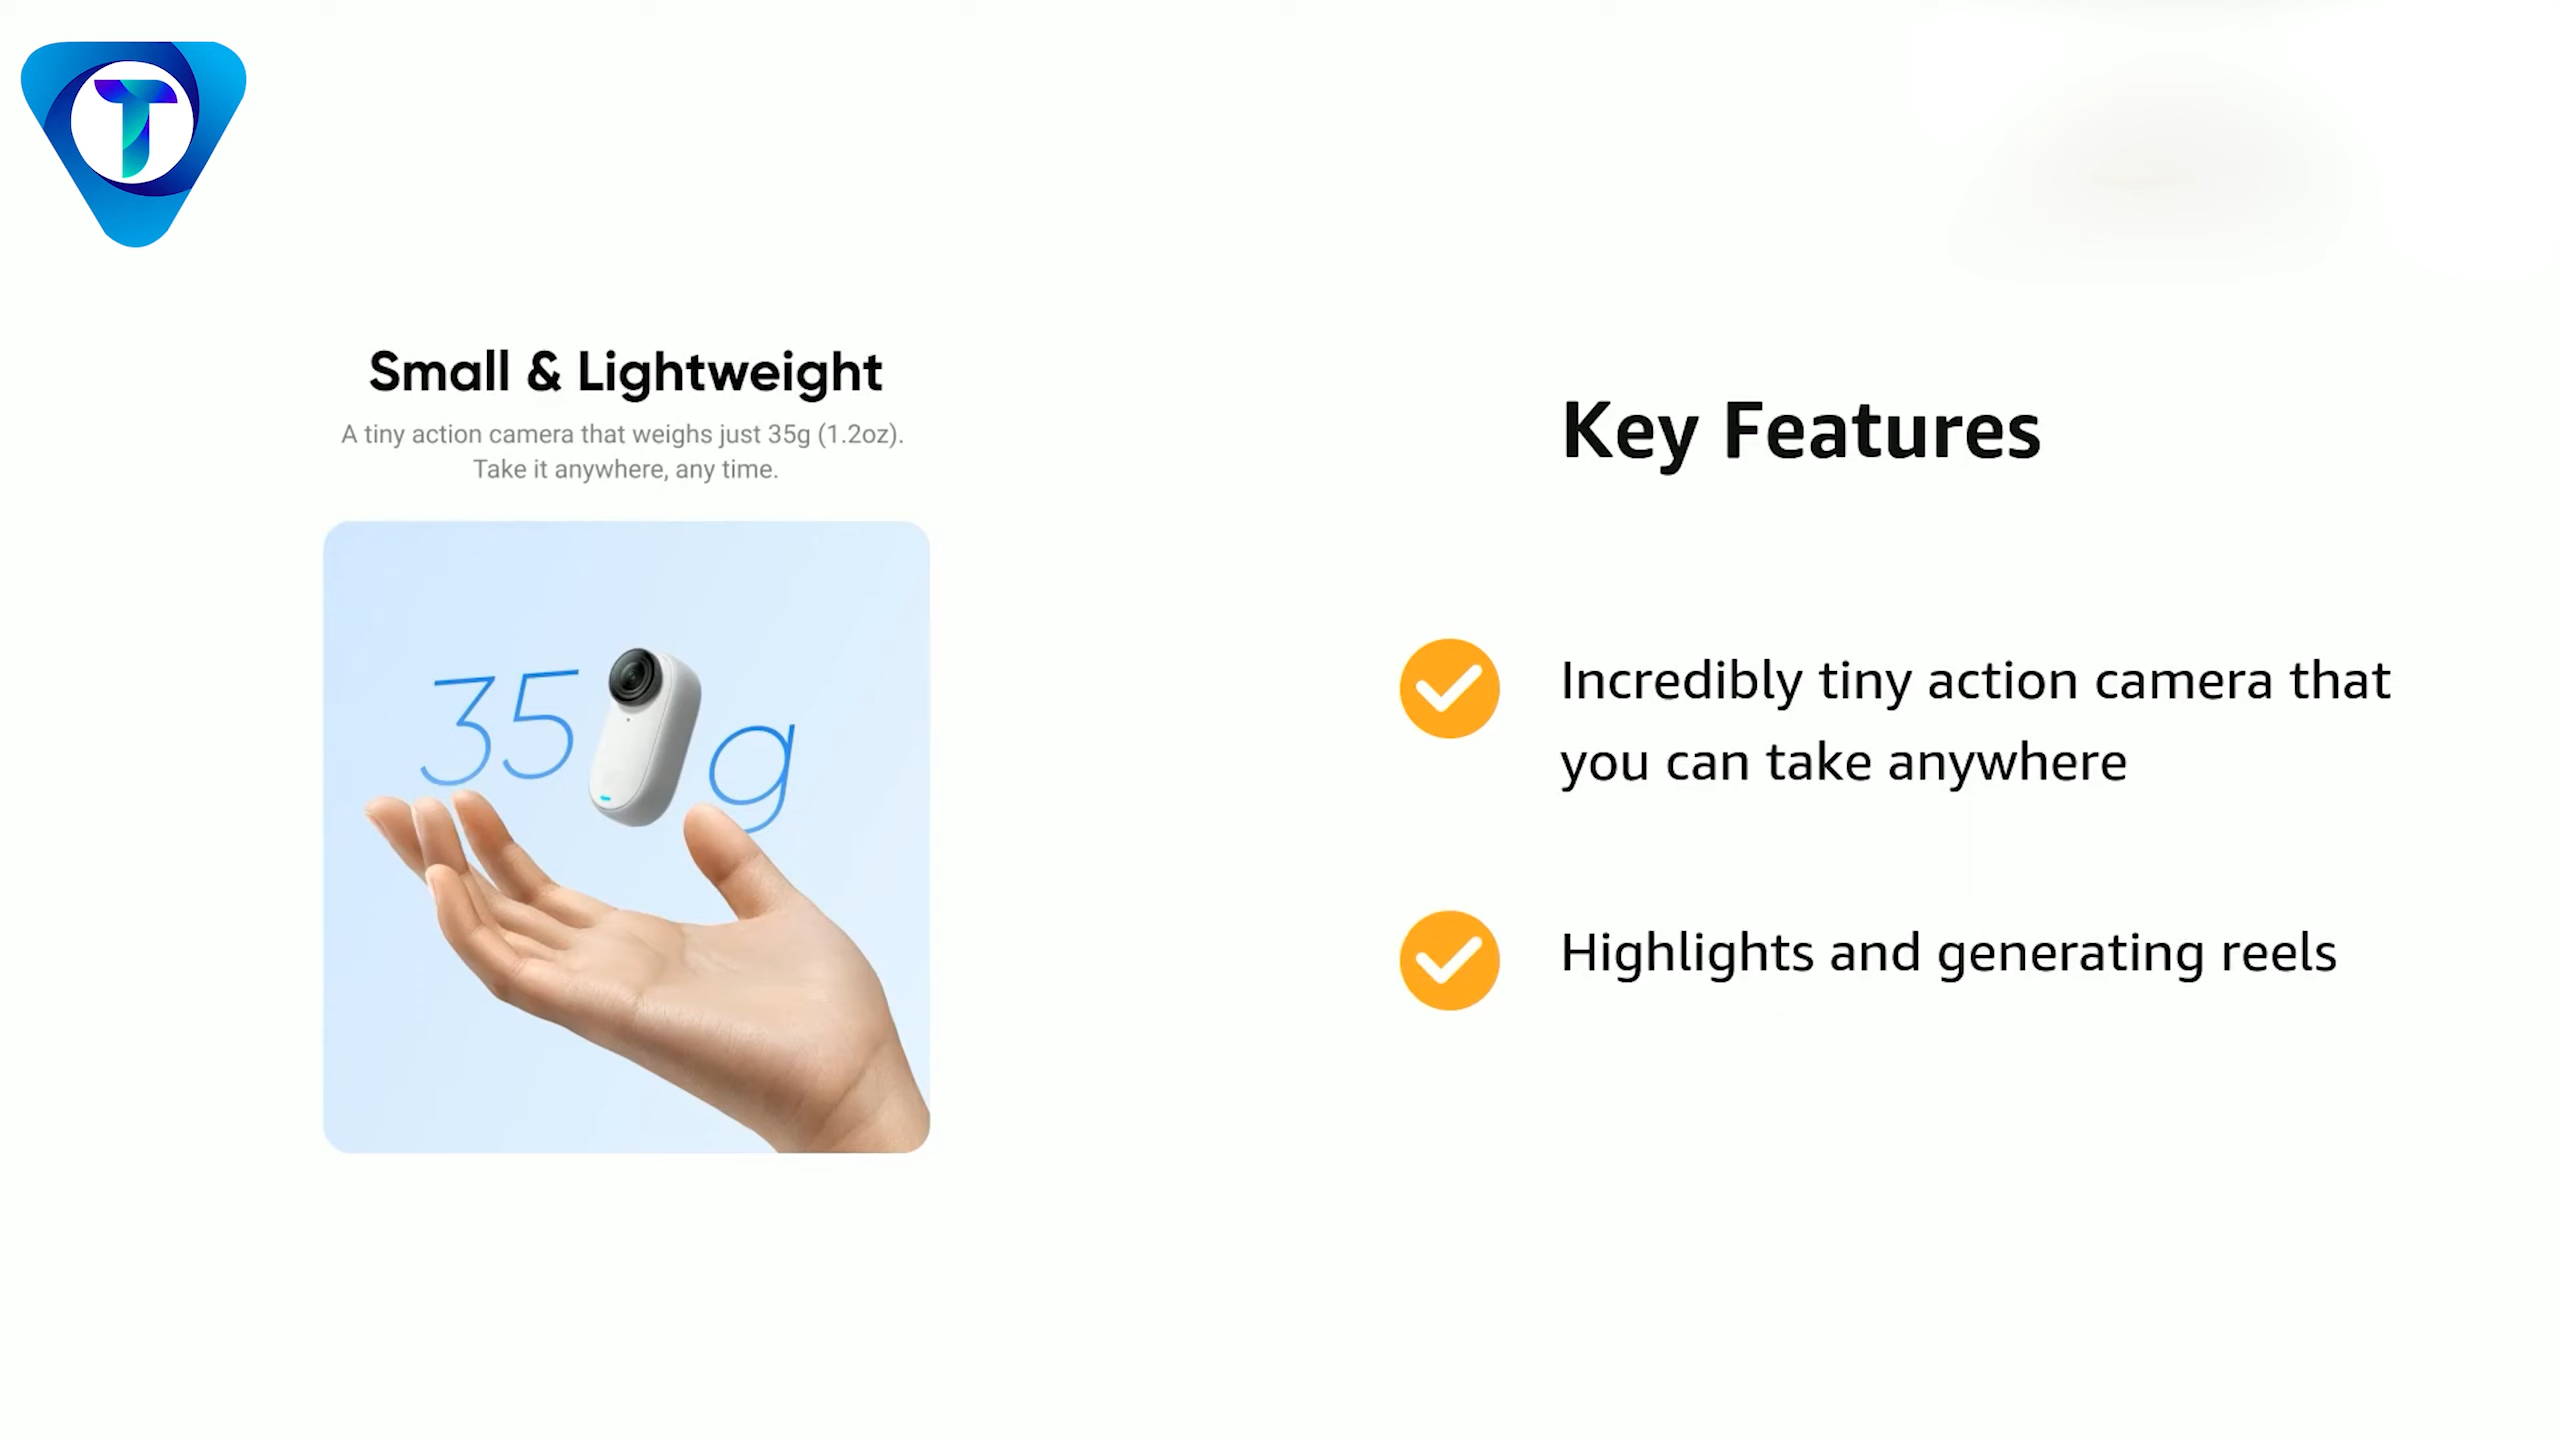 T
Small & Lightweight
A tiny action camera that weighs just 35g (1.2oz).
Take it anywhere, any time.
35 g
Key Features
Incredibly tiny action camera that
you can take anywhere
Highlights and generating reels